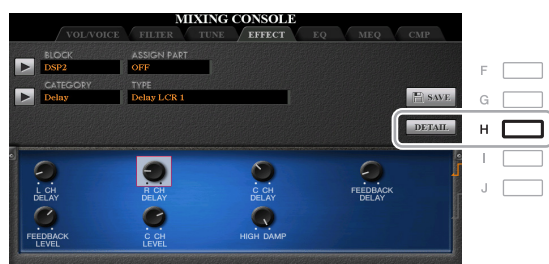 MIXING CONSOLE
VOL/VOICE FILTER TUNE EFFECT EQ MEQ CMP
BLOCK ASSIGN PART
DSP2 OFF
CATEGORY TYPE
Delay Delay LCR 1
SAVE
DETAIL
F
G
H
I
J
L CH DELAY
R CH DELAY
C CH DELAY
FEEDBACK DELAY
FEEDBACK LEVEL
C CH LEVEL
HIGH DAMP